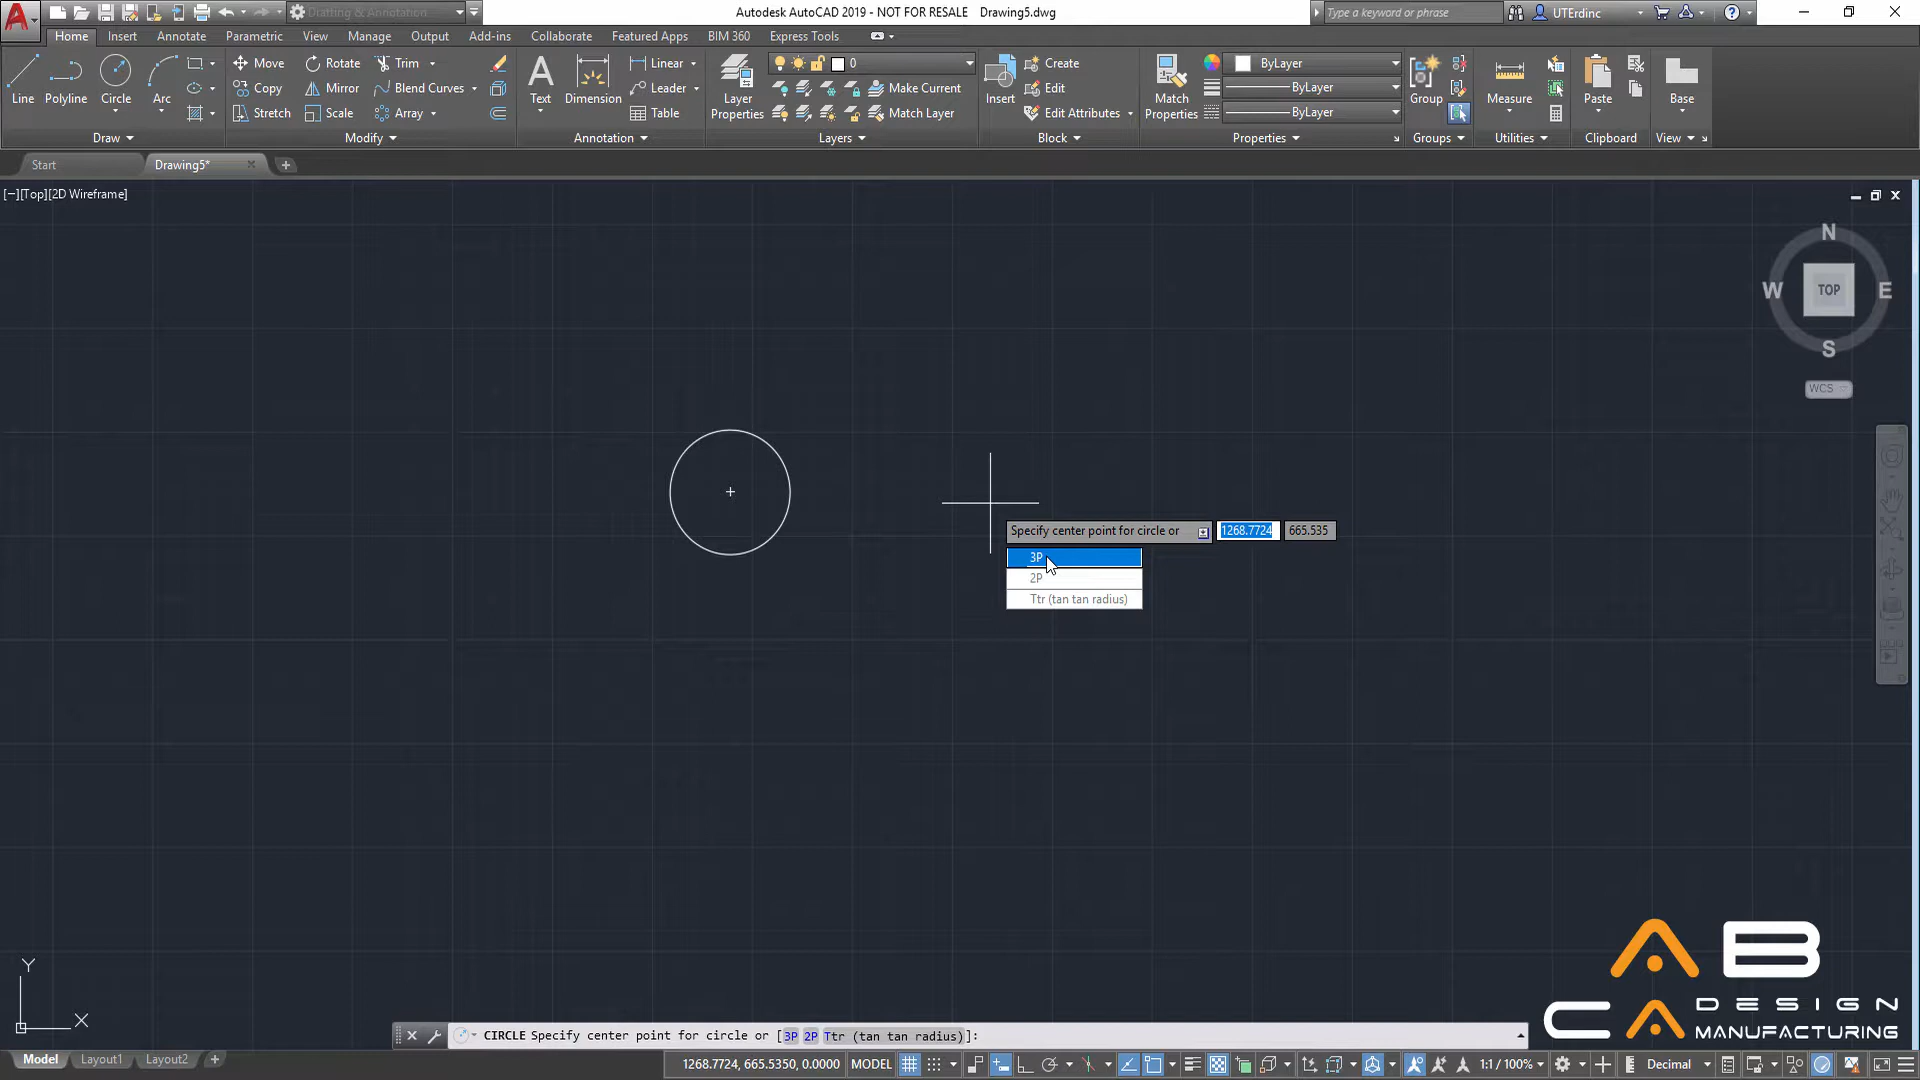 Drafting & Annotation
Autodesk AutoCAD 2019 - NOT FOR RESALE Drawing5.dwg
Type a keyword or phrase
UTErdinc
Home Insert Annotate Parametric View Manage Output Add-ins Collaborate Featured Apps BIM 360 Express Tools
Line Polyline Circle Arc
Move Rotate Trim
Copy Mirror Blend Curves
Stretch Scale Array
Text Dimension
Linear
Leader
Table
Layer Properties
0
Make Current
Match Layer
Insert
Create
Edit
Edit Attributes
Match Properties
ByLayer
ByLayer
ByLayer
Group
Measure
Paste
Base
Draw Modify Annotation Layers Block Properties Groups Utilities Clipboard View
Start Drawing5*
[−][Top][2D Wireframe]
N
W TOP E
S
WCS
Specify center point for circle or 1268.7724 665.535
3P
2P
Ttr (tan tan radius)
Y
X
A B
CA DESIGN
MANUFACTURING
CIRCLE Specify center point for circle or [3P 2P Ttr (tan tan radius)]:
Model Layout1 Layout2
1268.7724, 665.5350, 0.0000 MODEL
1:1 / 100%
Decimal